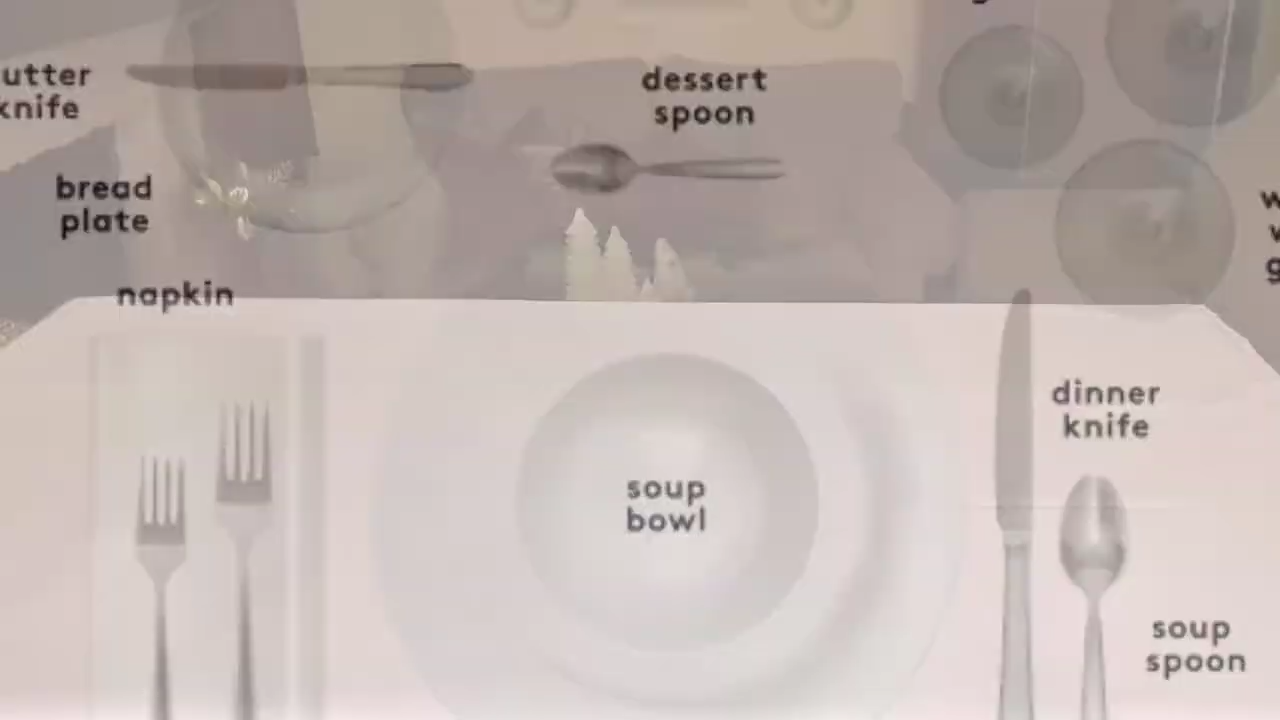 utter
knife
dessert
spoon
bread
plate
napkin
dinner
knife
soup
bowl
soup
spoon